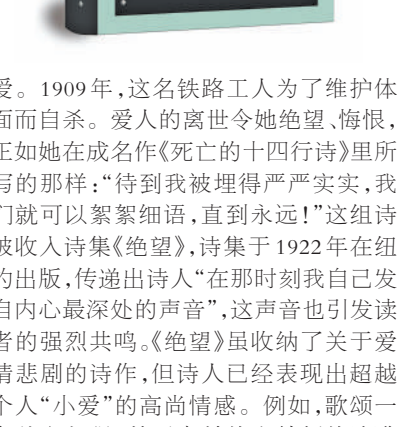 爱。1909年,这名铁路工人为了维护体
面而自杀。爱人的离世令她绝望、悔恨,
正如她在成名作《死亡的十四行诗》里所
写的那样:“待到我被埋得严严实实,我
们就可以絮絮细语,直到永远!”这组诗
被收入诗集《绝望》,诗集于1922年在纽
约出版,传递出诗人“在那时刻我自己发
自内心最深处的声音”,这声音也引发读
者的强烈共鸣。《绝望》虽收纳了关于爱
情悲剧的诗作,但诗人已经表现出超越
个人“小爱”的高尚情感。例如,歌颂一